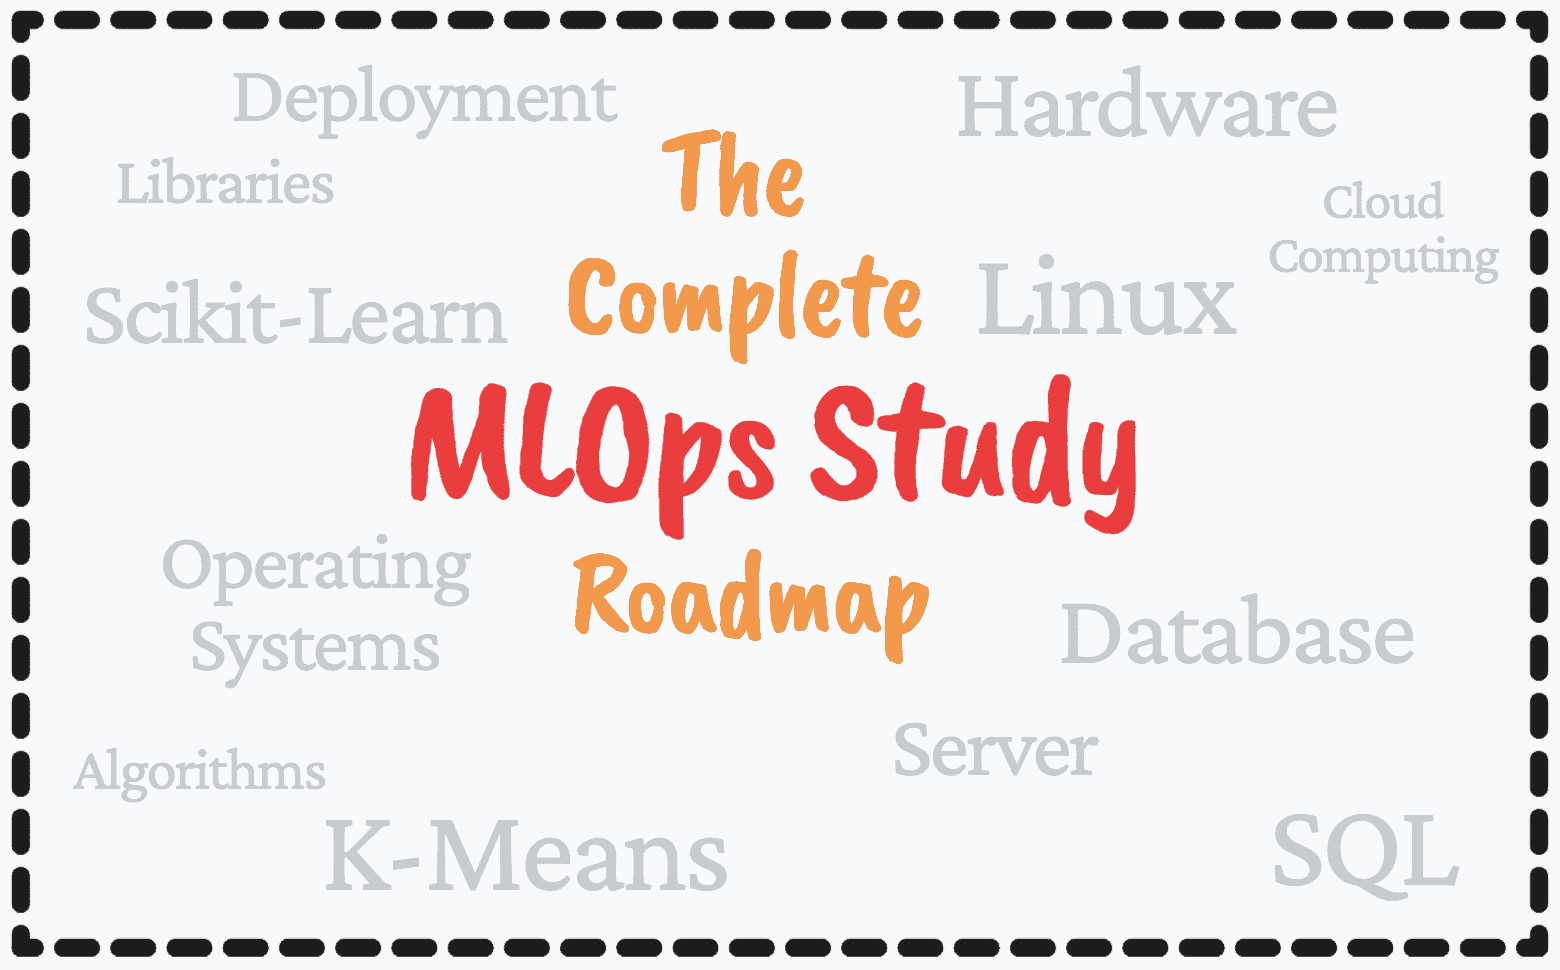 Deployment
Hardware
The
Libraries
Cloud
Computing
Scikit-Learn
Complete
Linux
MLOps Study
Operating
Systems
Roadmap
Database
Algorithms
Server
K-Means
SQL